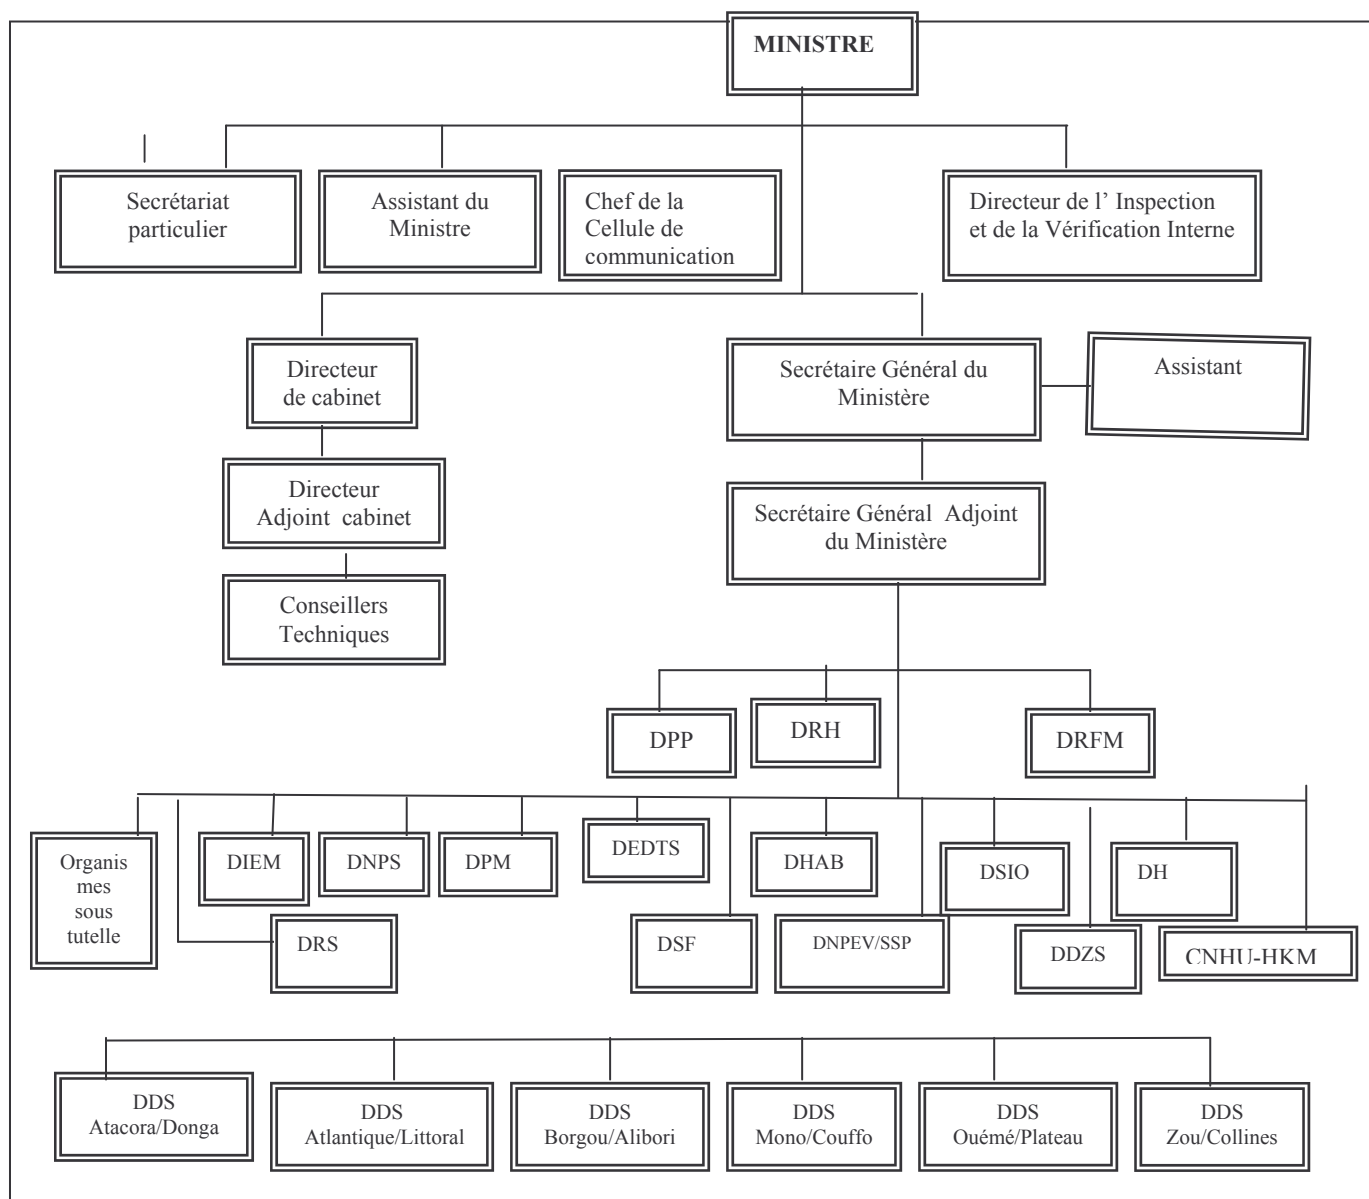 MINISTRE
Secrétariat
particulier
Assistant du
Ministre
Chef de la
Cellule de
communication
Directeur de l’ Inspection
et de la Vérification Interne
Directeur
de cabinet
Secrétaire Général du
Ministère
Assistant
Directeur
Adjoint cabinet
Secrétaire Général Adjoint
du Ministère
Conseillers
Techniques
DPP
DRH
DRFM
Organis
mes
sous
tutelle
DIEM
DNPS
DPM
DEDTS
DHAB
DSIO
DH
DRS
DSF
DNPEV/SSP
DDZS
CNHU-HKM
DDS
Atacora/Donga
DDS
Atlantique/Littoral
DDS
Borgou/Alibori
DDS
Mono/Couffo
DDS
Ouémé/Plateau
DDS
Zou/Collines